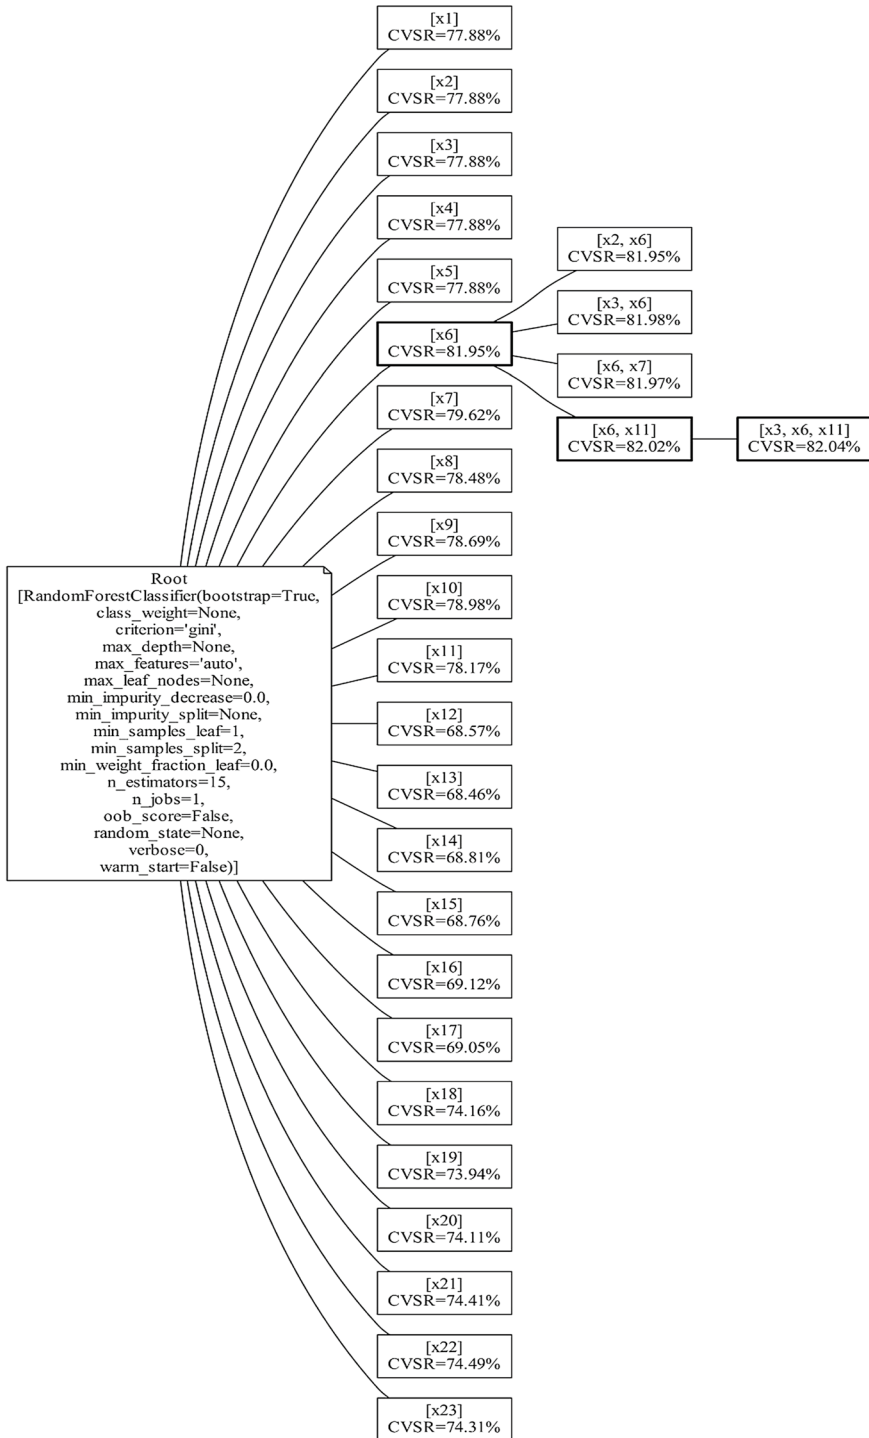 [x1]
CVSR=77.88%
[x2]
CVSR=77.88%
[x3]
CVSR=77.88%
[x4]
CVSR=77.88%
[x5]
CVSR=77.88%
[x6]
CVSR=81.95%
[x7]
CVSR=79.62%
[x8]
CVSR=78.48%
[x9]
CVSR=78.69%
[x10]
CVSR=78.98%
[x11]
CVSR=78.17%
[x12]
CVSR=68.57%
[x13]
CVSR=68.46%
[x14]
CVSR=68.81%
[x15]
CVSR=68.76%
[x16]
CVSR=69.12%
[x17]
CVSR=69.05%
[x18]
CVSR=74.16%
[x19]
CVSR=73.94%
[x20]
CVSR=74.11%
[x21]
CVSR=74.41%
[x22]
CVSR=74.49%
[x23]
CVSR=74.31%
[x2, x6]
CVSR=81.95%
[x3, x6]
CVSR=81.98%
[x6, x7]
CVSR=81.97%
[x6, x11]
CVSR=82.02%
[x3, x6, x11]
CVSR=82.04%
Root
[RandomForestClassifier(bootstrap=True,
class_weight=None,
criterion='gini',
max_depth=None,
max_features='auto',
max_leaf_nodes=None,
min_impurity_decrease=0.0,
min_impurity_split=None,
min_samples_leaf=1,
min_samples_split=2,
min_weight_fraction_leaf=0.0,
n_estimators=15,
n_jobs=1,
oob_score=False,
random_state=None,
verbose=0,
warm_start=False)]